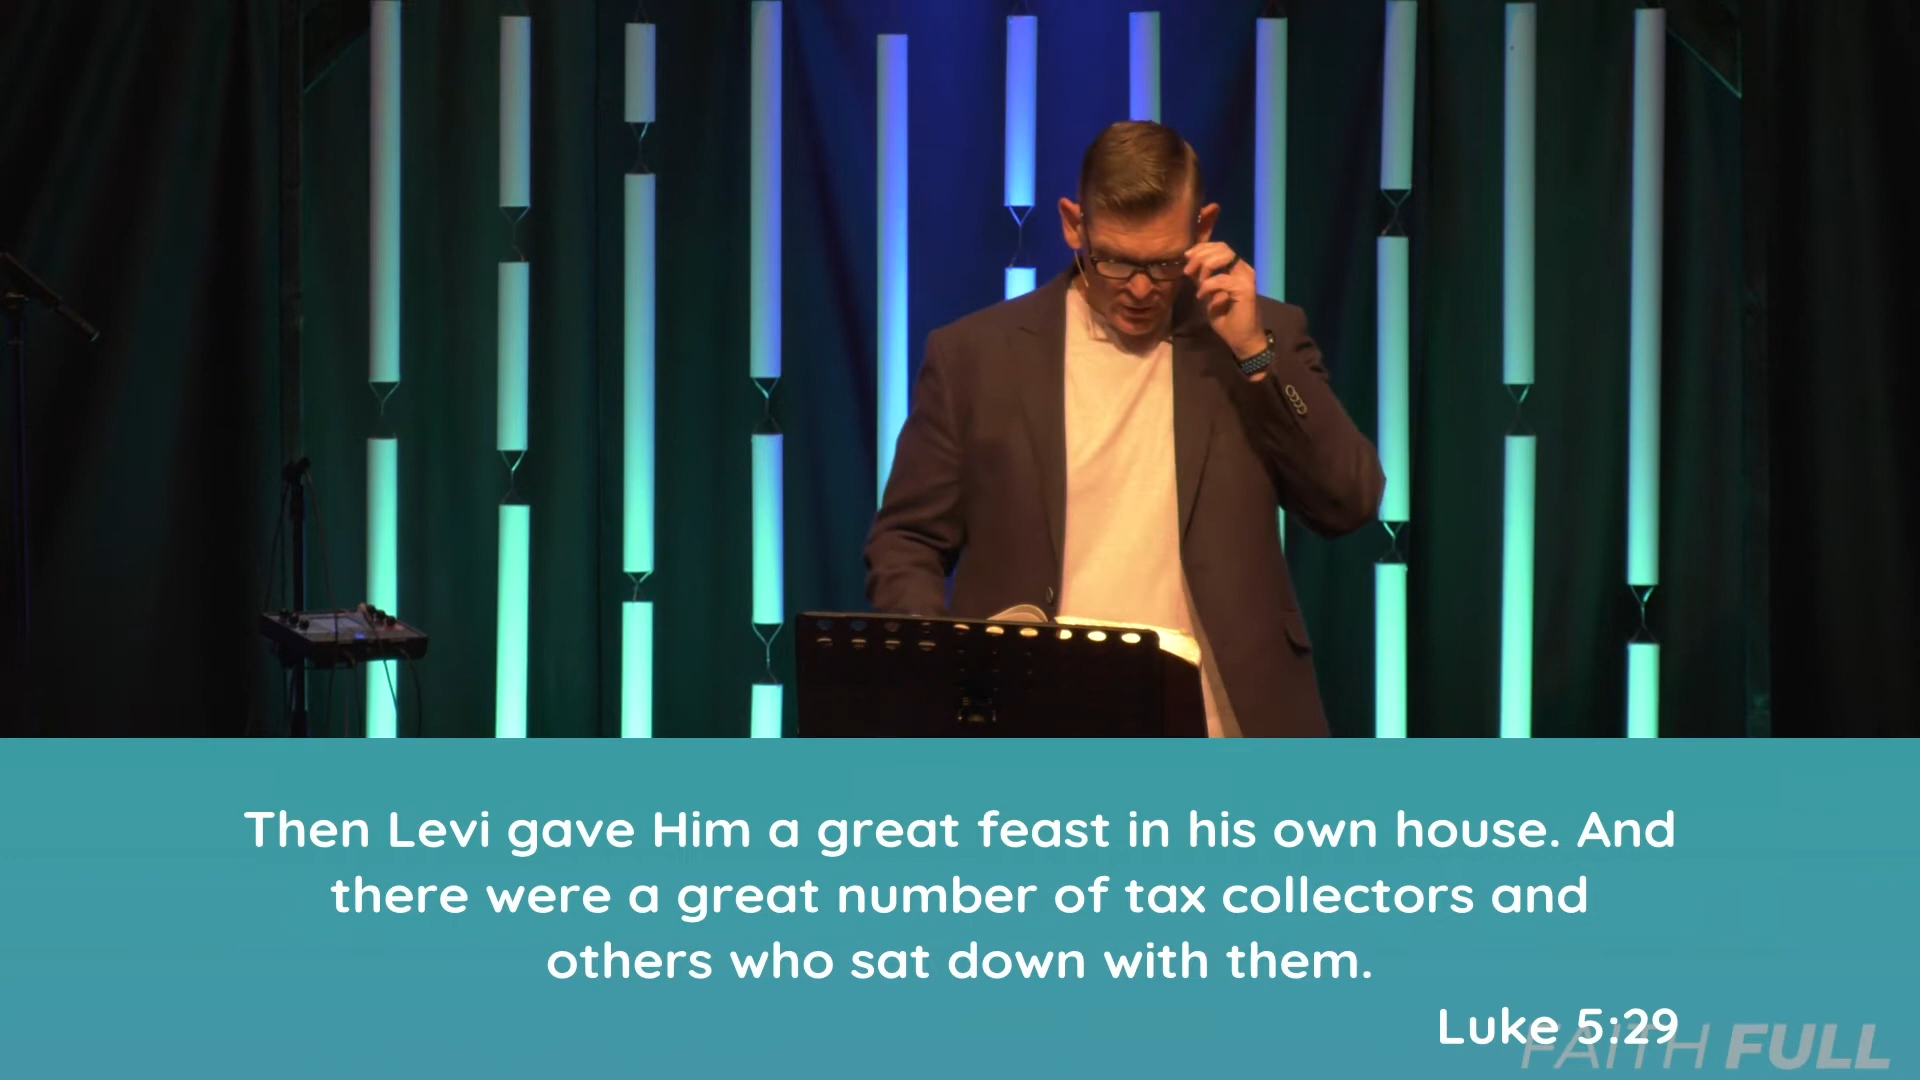 Then Levi gave Him a great feast in his own house. And
there were a great number of tax collectors and
others who sat down with them.
Luke 5:29
FAITH FULL